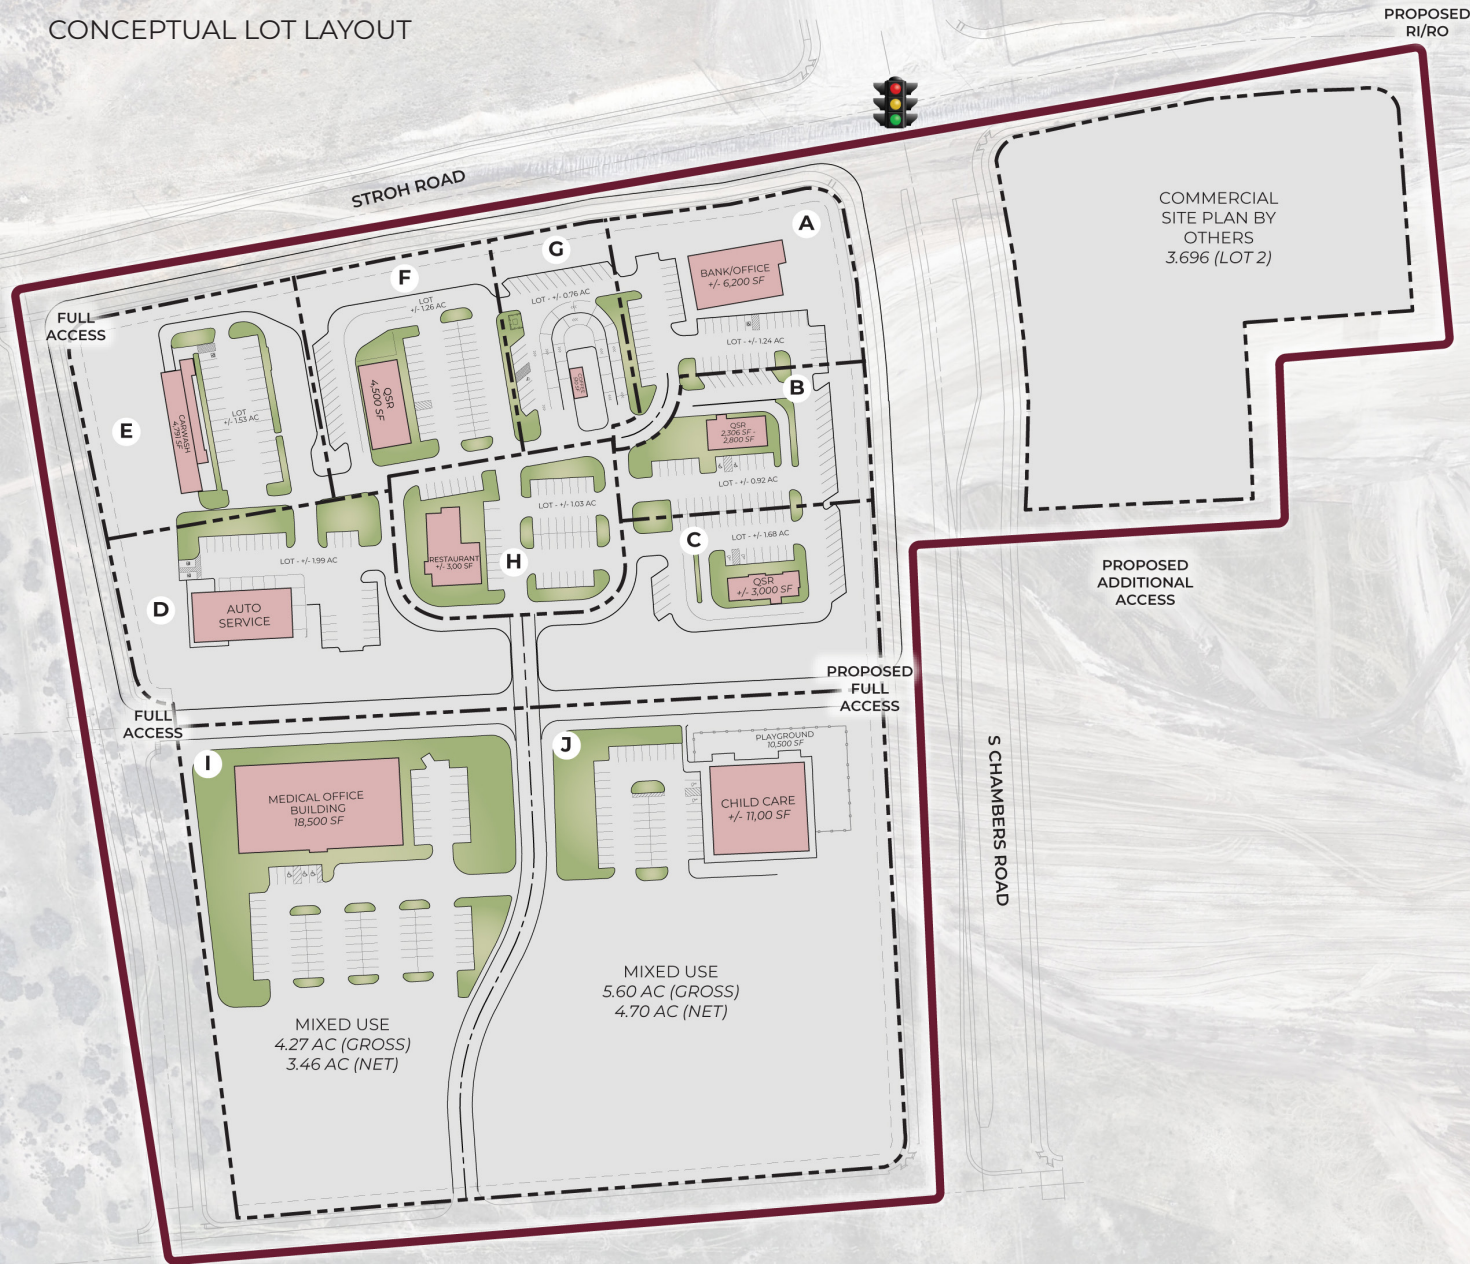 CONCEPTUAL LOT LAYOUT
PROPOSED
RI/RO
STROH ROAD
COMMERCIAL
SITE PLAN BY
OTHERS
3.696 (LOT 2)
A
BANK/OFFICE
+/- 6,200 SF
LOT - +/- 1.24 AC
G
LOT - +/- 0.76 AC
F
LOT
+/- 1.26 AC
QSR
4,500 SF
FULL
ACCESS
E
CARWASH
4,791 SF
LOT
+/- 1.53 AC
B
QSR
2,306 SF -
2,800 SF
LOT - +/- 0.92 AC
LOT - +/- 1.03 AC
RESTAURANT
+/- 3,00 SF
H
C
LOT - +/- 1.68 AC
QSR
+/- 3,000 SF
LOT - +/- 1.99 AC
D
AUTO
SERVICE
PROPOSED
ADDITIONAL
ACCESS
PROPOSED
FULL
ACCESS
FULL
ACCESS
I
MEDICAL OFFICE
BUILDING
18,500 SF
J
PLAYGROUND
10,500 SF
CHILD CARE
+/- 11,00 SF
S CHAMBERS ROAD
MIXED USE
5.60 AC (GROSS)
4.70 AC (NET)
MIXED USE
4.27 AC (GROSS)
3.46 AC (NET)